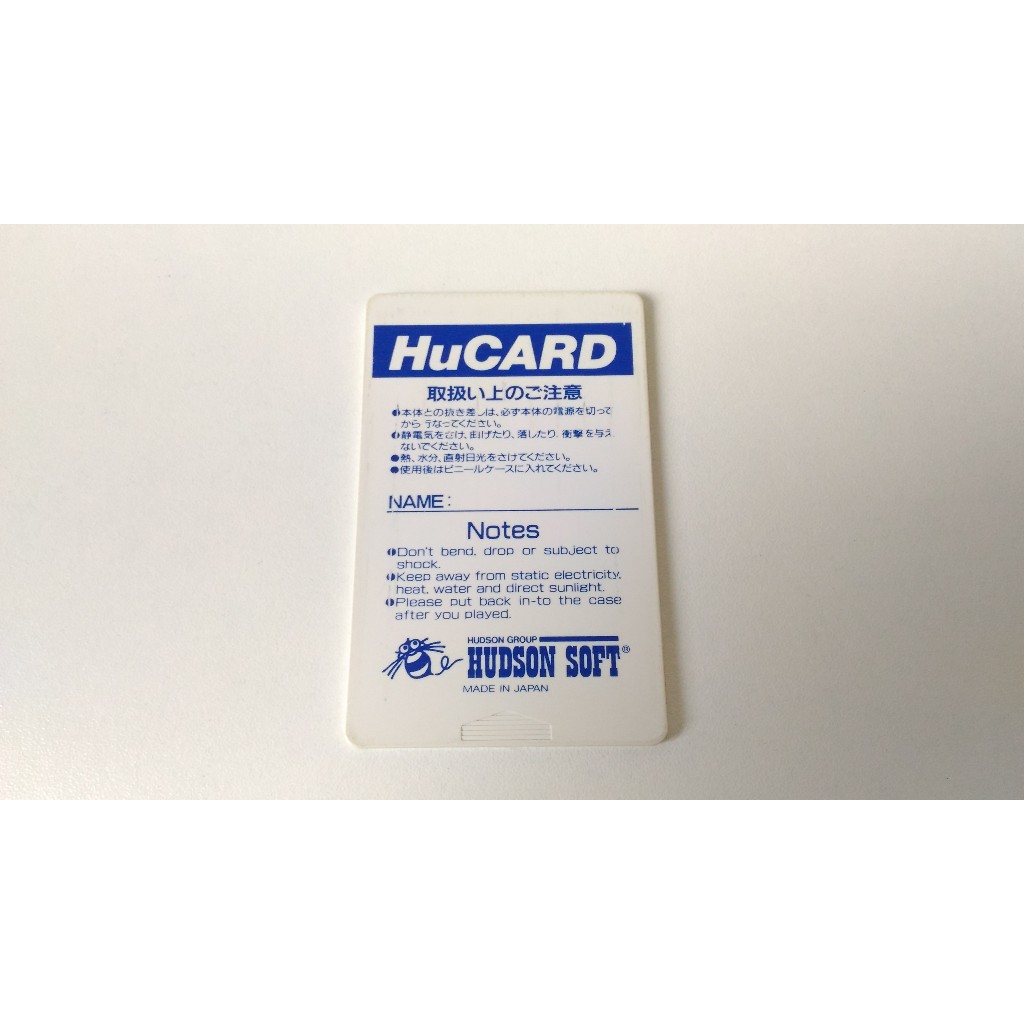 HuCARD
取扱い上のご注意
●本体との抜き差しは、必ず本体の電源を切って
から行なってください。
●静電気をさけ、曲げたり、落したり、衝撃を与え
ないでください。
●熱、水分、直射日光をさけてください。
●使用後はビニールケースに入れてください。
NAME:
Notes
●Don't bend, drop or subject to
shock.
●Keep away from static electricity,
heat, water and direct sunlight.
●Please put back in-to the case
after you played.
HUDSON GROUP
HUDSON SOFT®
MADE IN JAPAN